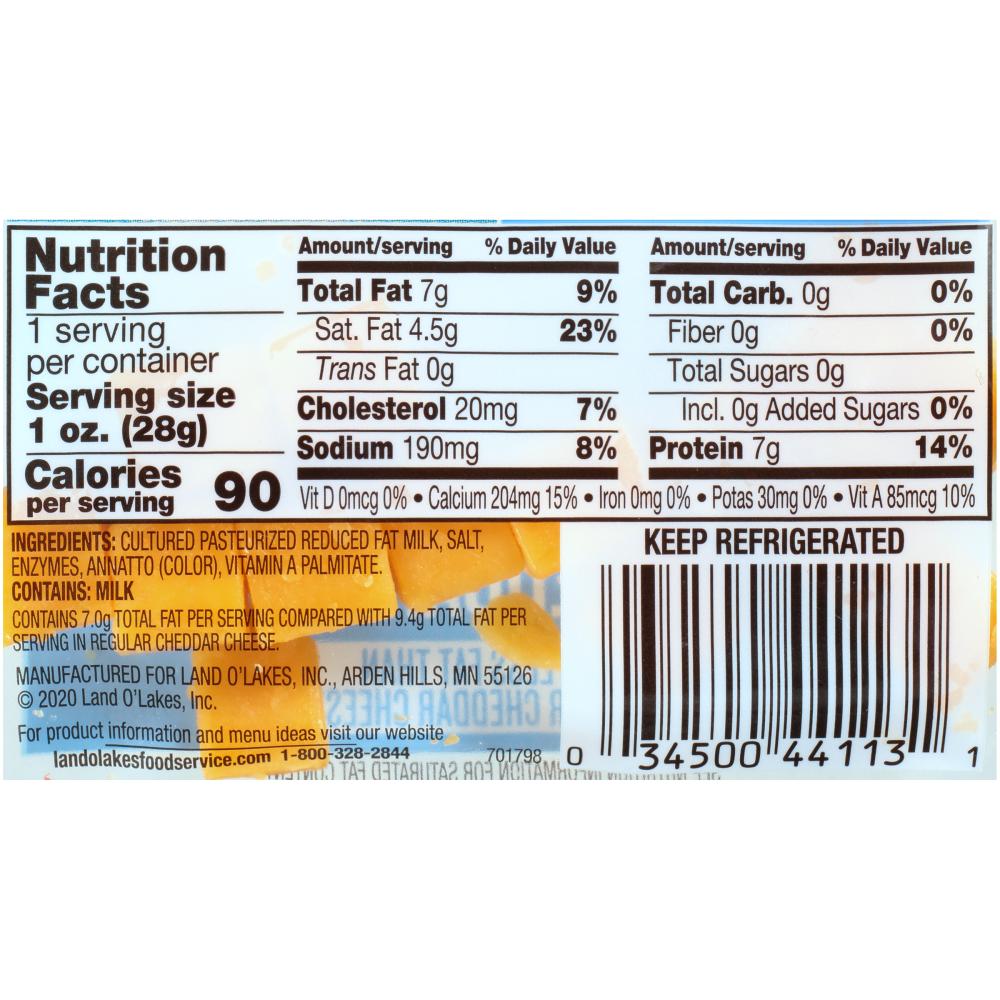 Nutrition
Facts
1 serving
per container
Serving size
1 oz. (28g)
Calories
per serving 90
Amount/serving % Daily Value
Total Fat 7g 9%
Sat. Fat 4.5g 23%
Trans Fat 0g
Cholesterol 20mg 7%
Sodium 190mg 8%
Amount/serving % Daily Value
Total Carb. 0g 0%
Fiber 0g 0%
Total Sugars 0g
Incl. 0g Added Sugars 0%
Protein 7g 14%
Vit D 0mcg 0% • Calcium 204mg 15% • Iron 0mg 0% • Potas 30mg 0% • Vit A 85mcg 10%
INGREDIENTS: CULTURED PASTEURIZED REDUCED FAT MILK, SALT,
ENZYMES, ANNATTO (COLOR), VITAMIN A PALMITATE.
CONTAINS: MILK
CONTAINS 7.0g TOTAL FAT PER SERVING COMPARED WITH 9.4g TOTAL FAT PER
SERVING IN REGULAR CHEDDAR CHEESE.
MANUFACTURED FOR LAND O'LAKES, INC., ARDEN HILLS, MN 55126
© 2020 Land O'Lakes, Inc.
For product information and menu ideas visit our website
landolakesfoodservice.com 1-800-328-2844
701798
KEEP REFRIGERATED
0 34500 44113 1